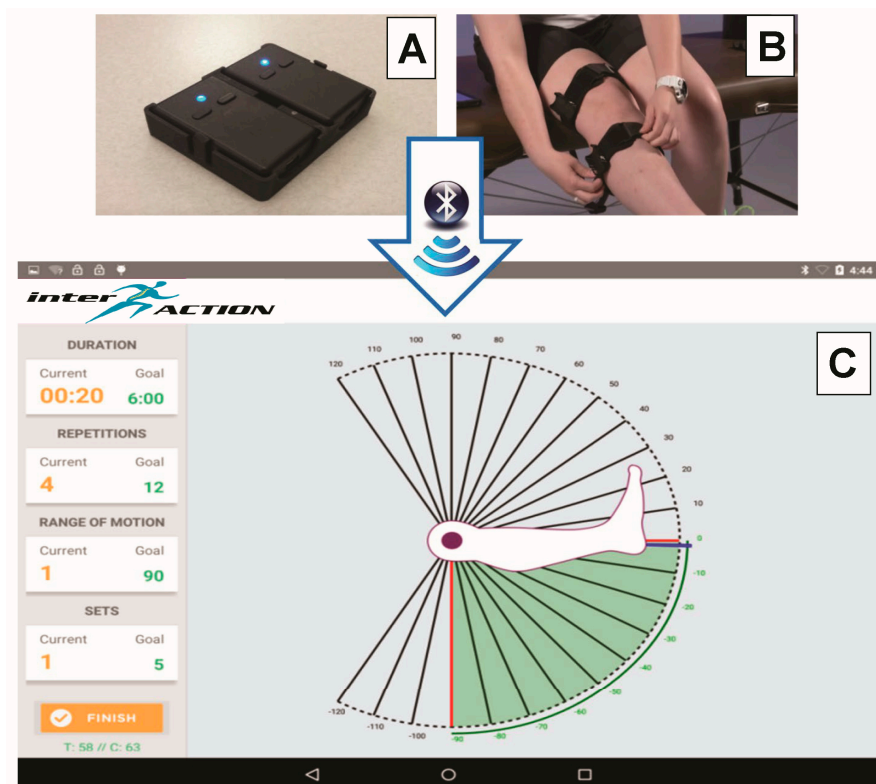 A
B
4:44
inter
ACTION
C
DURATION
Current Goal
00:20 6:00
REPETITIONS
Current Goal
4 12
RANGE OF MOTION
Current Goal
1 90
SETS
Current Goal
1 5
FINISH
T: 58 // C: 63
120
110
100
90
80
70
60
50
40
30
20
10
0
-10
-20
-30
-40
-50
-60
-70
-80
-90
-100
-110
-120